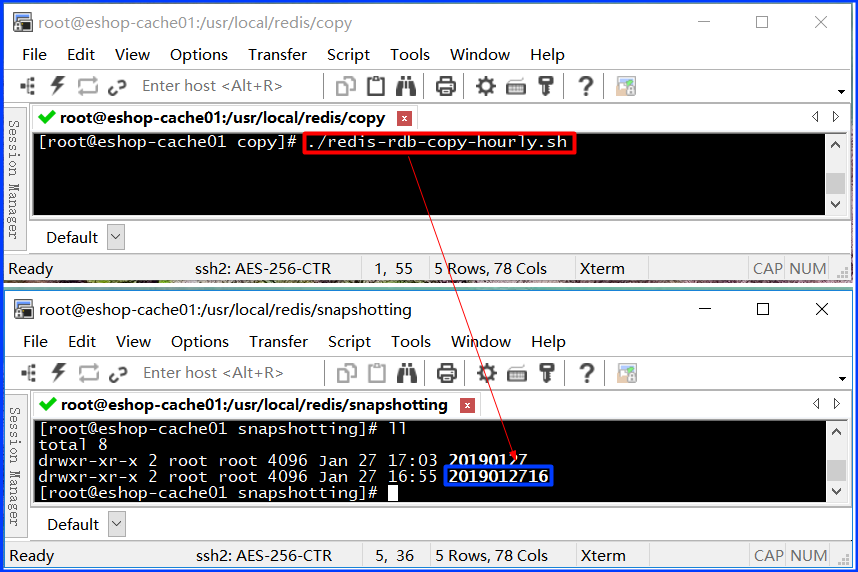 root@eshop-cache01:/usr/local/redis/copy
File Edit View Options Transfer Script Tools Window Help
Enter host <Alt+R>
Session Manager
root@eshop-cache01:/usr/local/redis/copy
[root@eshop-cache01 copy]# ./redis-rdb-copy-hourly.sh
Default
Ready ssh2: AES-256-CTR 1, 55 5 Rows, 78 Cols Xterm CAP NUM
root@eshop-cache01:/usr/local/redis/snapshotting
File Edit View Options Transfer Script Tools Window Help
Enter host <Alt+R>
Session Manager
root@eshop-cache01:/usr/local/redis/snapshotting
[root@eshop-cache01 snapshotting]# ll
total 8
drwxr-xr-x 2 root root 4096 Jan 27 17:03 20190127
drwxr-xr-x 2 root root 4096 Jan 27 16:55 2019012716
[root@eshop-cache01 snapshotting]#
Default
Ready ssh2: AES-256-CTR 5, 36 5 Rows, 78 Cols Xterm CAP NUM